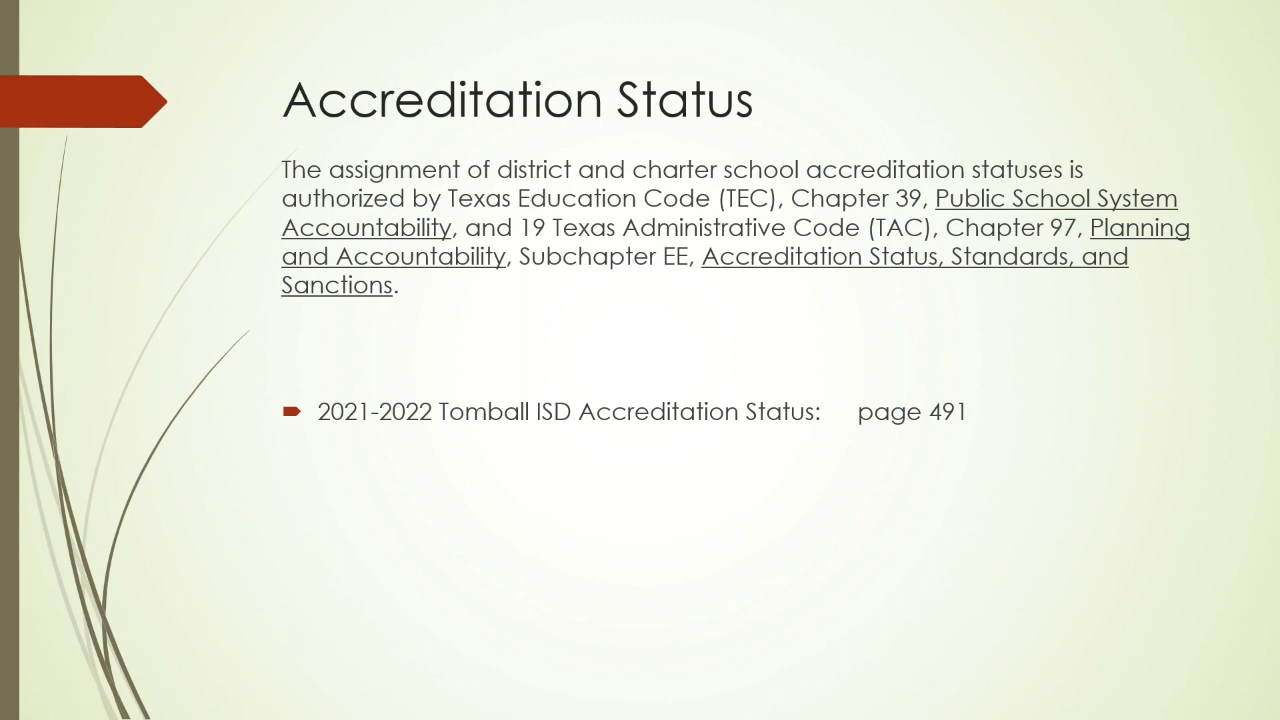 Accreditation Status
The assignment of district and charter school accreditation statuses is
authorized by Texas Education Code (TEC), Chapter 39, Public School System
Accountability, and 19 Texas Administrative Code (TAC), Chapter 97, Planning
and Accountability, Subchapter EE, Accreditation Status, Standards, and
Sanctions.
2021-2022 Tomball ISD Accreditation Status: page 491